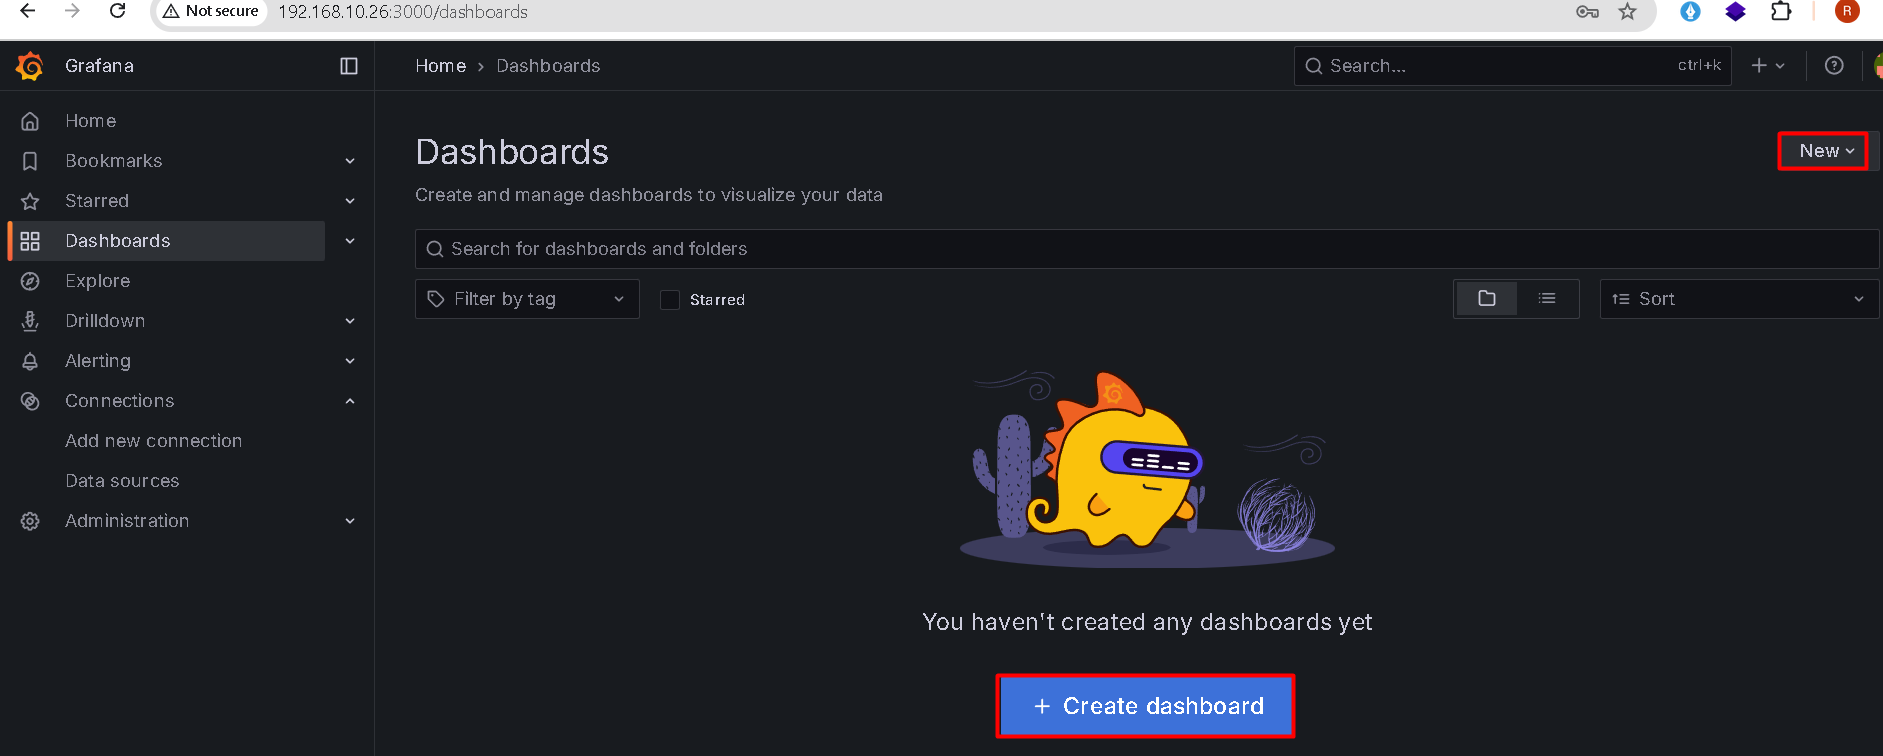 Not secure 192.168.10.26:3000/dashboards R
Grafana
Home › Dashboards
Search... ctrl+k
Home
Bookmarks
Starred
Dashboards
Explore
Drilldown
Alerting
Connections
Add new connection
Data sources
Administration
Dashboards
New
Create and manage dashboards to visualize your data
Search for dashboards and folders
Filter by tag
Starred
Sort
You haven't created any dashboards yet
+ Create dashboard